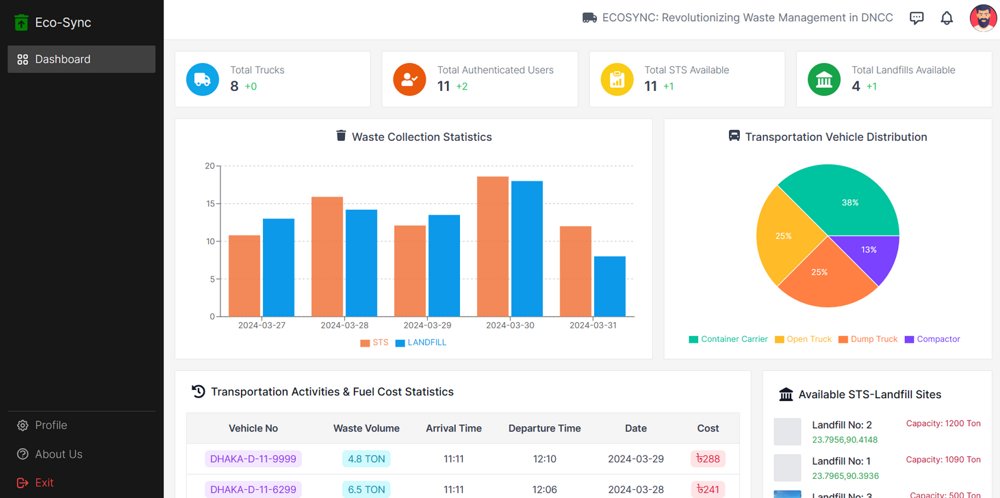 Eco-Sync
Dashboard
Profile
About Us
Exit
ECOSYNC: Revolutionizing Waste Management in DNCC
Total Trucks
8 +0
Total Authenticated Users
11 +2
Total STS Available
11 +1
Total Landfills Available
4 +1
Waste Collection Statistics
20
15
10
5
0
2024-03-27 2024-03-28 2024-03-29 2024-03-30 2024-03-31
STS LANDFILL
Transportation Vehicle Distribution
38%
25%
13%
25%
Container Carrier Open Truck Dump Truck Compactor
Transportation Activities & Fuel Cost Statistics
Vehicle No Waste Volume Arrival Time Departure Time Date Cost
DHAKA-D-11-9999 4.8 TON 11:11 12:10 2024-03-29 ৳288
DHAKA-D-11-6299 6.5 TON 11:11 12:06 2024-03-28 ৳241
Available STS-Landfill Sites
Landfill No: 2 Capacity: 1200 Ton
23.7956,90.4148
Landfill No: 1 Capacity: 1090 Ton
23.7965,90.3936
Landfill No: 3 Capacity: 500 Ton